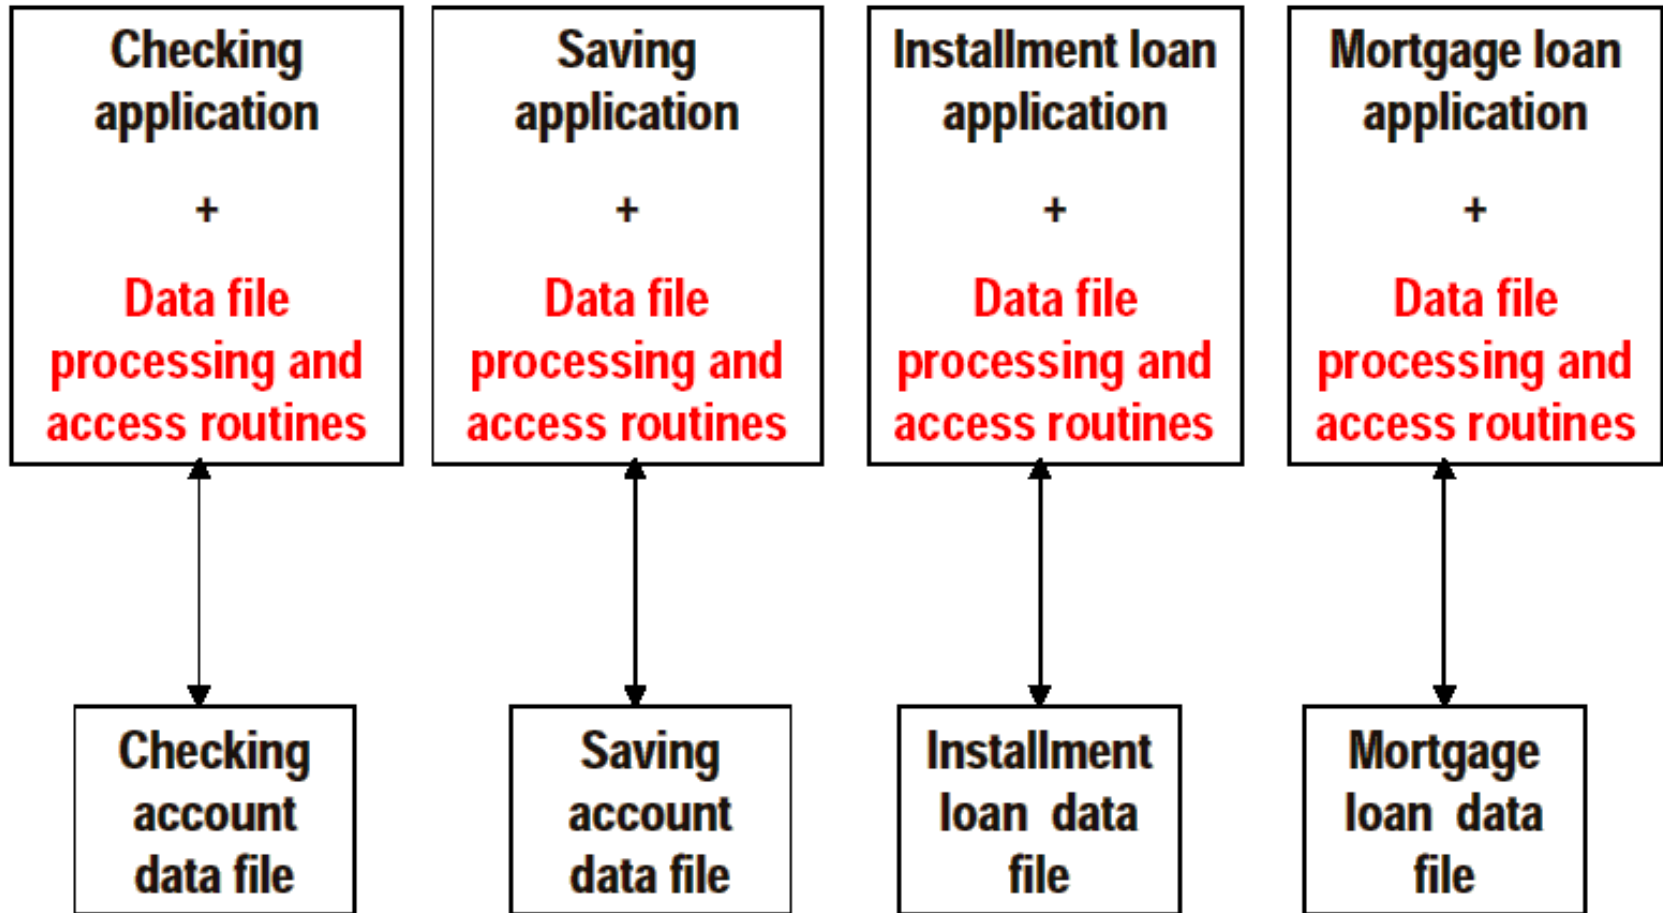 Checking
application
+
Data file
processing and
access routines
Saving
application
+
Data file
processing and
access routines
Installment loan
application
+
Data file
processing and
access routines
Mortgage loan
application
+
Data file
processing and
access routines
Checking
account
data file
Saving
account
data file
Installment
loan data
file
Mortgage
loan data
file